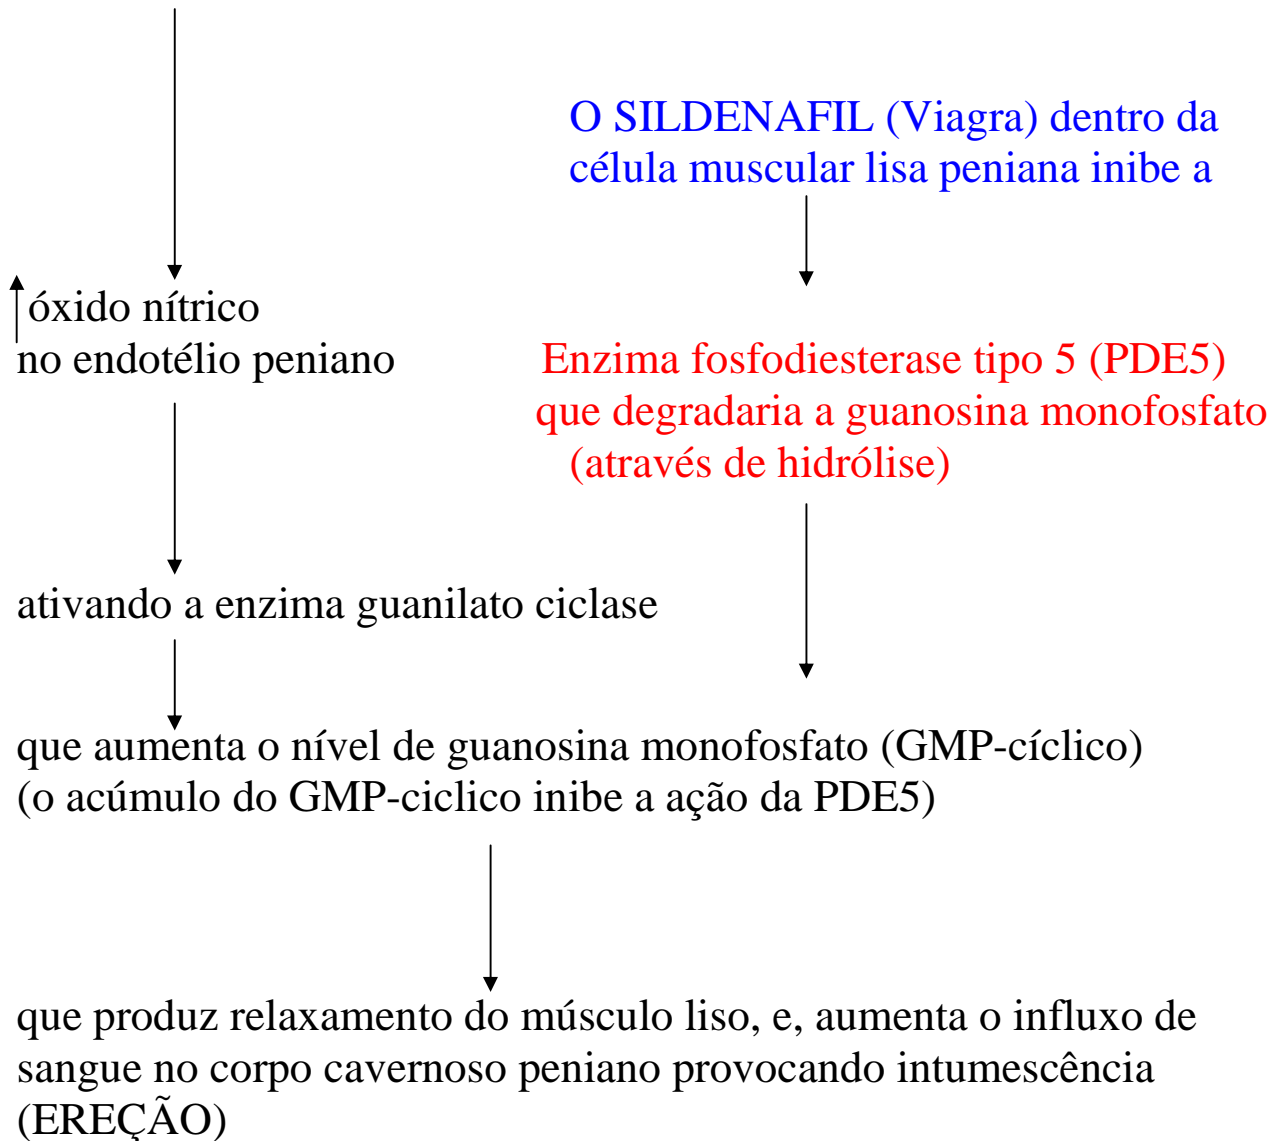 O SILDENAFIL (Viagra) dentro da
célula muscular lisa peniana inibe a
óxido nítrico
no endotélio peniano
Enzima fosfodiesterase tipo 5 (PDE5)
que degradaria a guanosina monofosfato
(através de hidrólise)
ativando a enzima guanilato ciclase
que aumenta o nível de guanosina monofosfato (GMP-cíclico)
(o acúmulo do GMP-ciclico inibe a ação da PDE5)
que produz relaxamento do músculo liso, e, aumenta o influxo de
sangue no corpo cavernoso peniano provocando intumescência
(EREÇÃO)